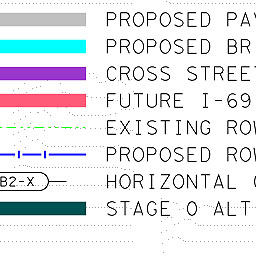 PROPOSED PAV
PROPOSED BR
CROSS STREET
FUTURE I-69
EXISTING ROW
PROPOSED ROW
B2-X HORIZONTAL
STAGE 0 ALT